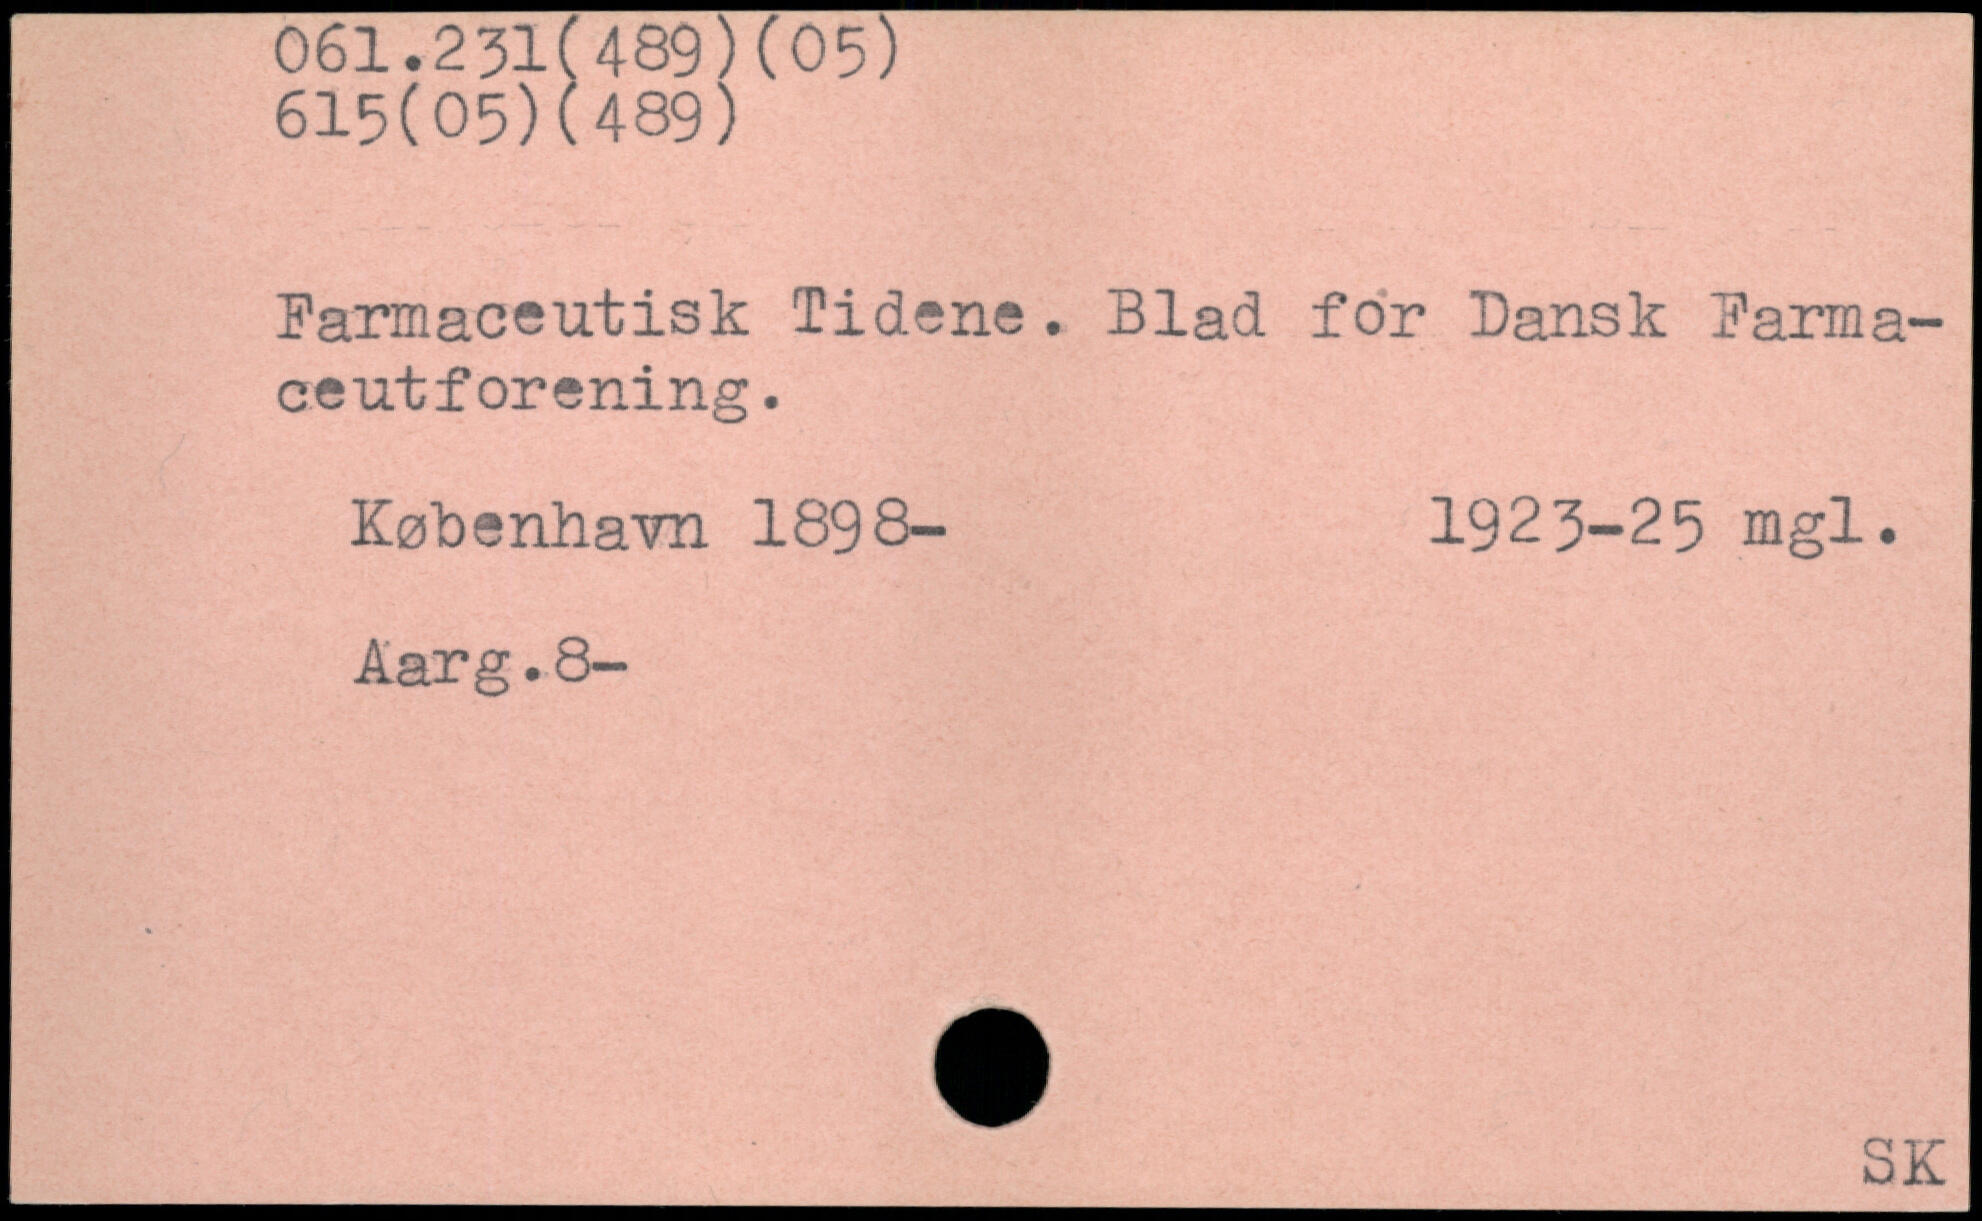 061.231(489)(05)
615(05)(489)
Farmaceutisk Tidene. Blad for Dansk Farma-
ceutforening.
København 1898- 1923-25 mgl.
Aarg.8-
SK